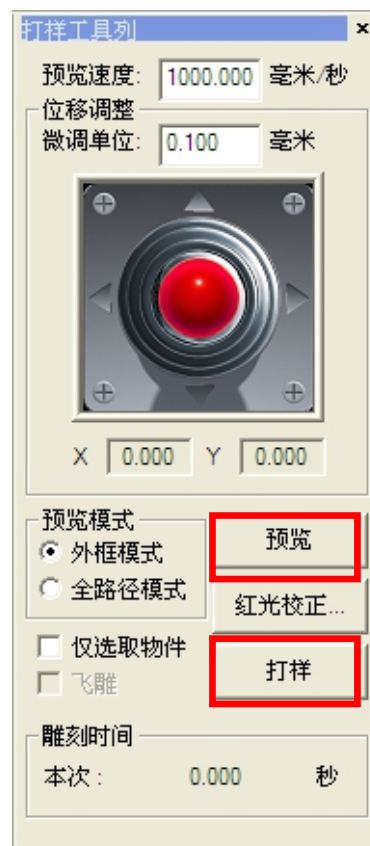 打样工具列 ×
预览速度: 1000.000 毫米/秒
位移调整
微调单位: 0.100 毫米
X 0.000 Y 0.000
预览模式
外框模式
全路径模式
预览
红光校正...
仅选取物件
飞雕
打样
雕刻时间
本次: 0.000 秒